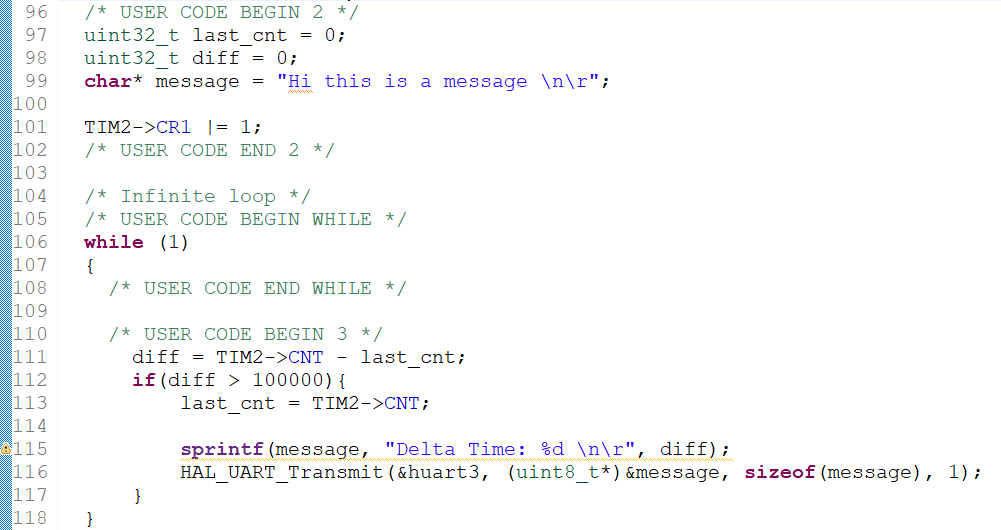 96 /* USER CODE BEGIN 2 */
97 uint32_t last_cnt = 0;
98 uint32_t diff = 0;
99 char* message = "Hi this is a message \n\r";
100
101 TIM2->CR1 |= 1;
102 /* USER CODE END 2 */
103
104 /* Infinite loop */
105 /* USER CODE BEGIN WHILE */
106 while (1)
107 {
108 /* USER CODE END WHILE */
109
110 /* USER CODE BEGIN 3 */
111 diff = TIM2->CNT - last_cnt;
112 if(diff > 100000){
113 last_cnt = TIM2->CNT;
114
115 sprintf(message, "Delta Time: %d \n\r", diff);
116 HAL_UART_Transmit(&huart3, (uint8_t*)&message, sizeof(message), 1);
117 }
118 }